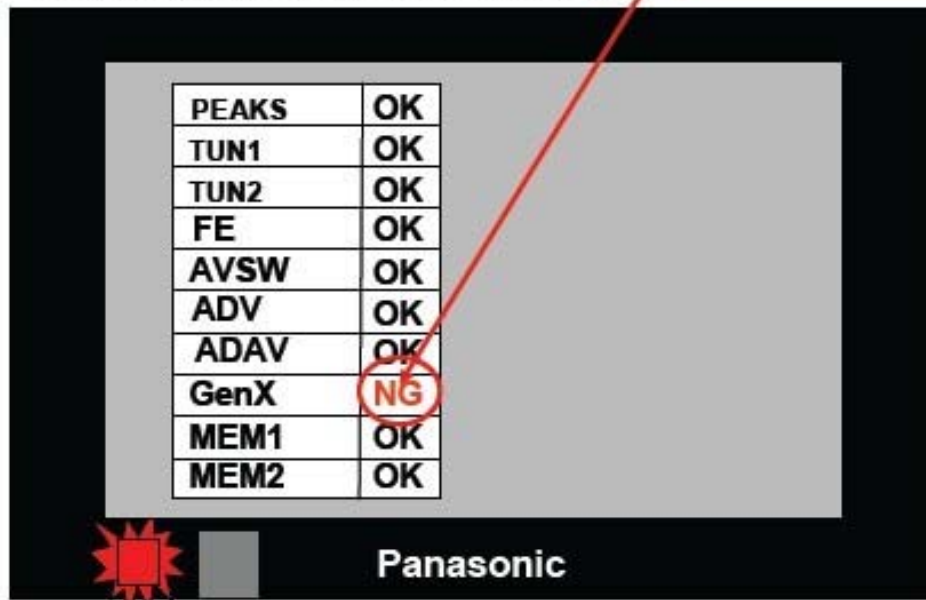 PEAKS OK
TUN1 OK
TUN2 OK
FE OK
AVSW OK
ADV OK
ADAV OK
GenX NG
MEM1 OK
MEM2 OK
Panasonic